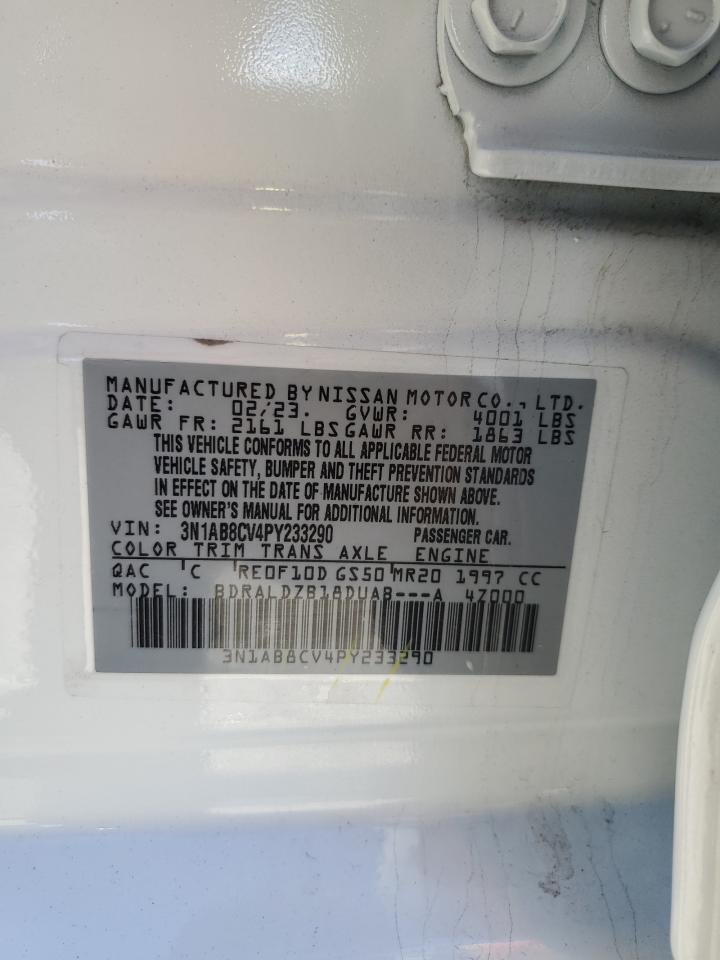 MANUFACTURED BY NISSAN MOTOR CO., LTD.
DATE: 02/23. GVWR: 4001 LBS
GAWR FR: 2161 LBS GAWR RR: 1863 LBS
THIS VEHICLE CONFORMS TO ALL APPLICABLE FEDERAL MOTOR
VEHICLE SAFETY, BUMPER AND THEFT PREVENTION STANDARDS
IN EFFECT ON THE DATE OF MANUFACTURE SHOWN ABOVE.
SEE OWNER'S MANUAL FOR ADDITIONAL INFORMATION.
VIN: 3N1AB8CV4PY233290 PASSENGER CAR.
COLOR TRIM TRANS AXLE ENGINE
QAC C RE0F10D GS50 MR20 1997 CC
MODEL: BDRALDZB18DUAB---A 4Z000
3N1AB8CV4PY233290